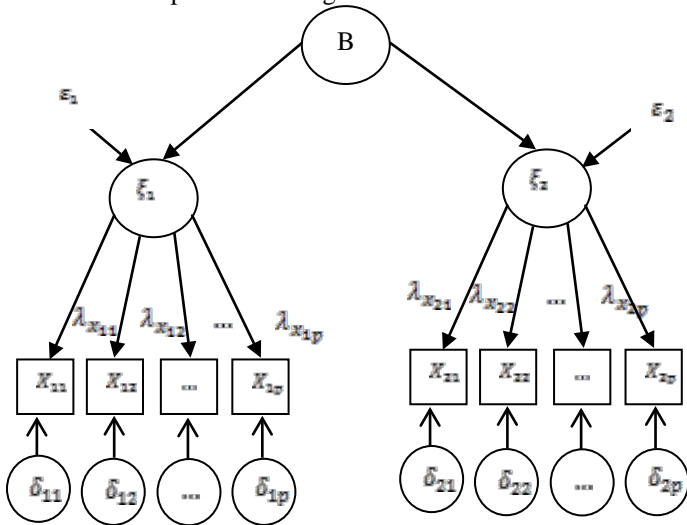 B
ε₁
ε₂
ξ₁
ξ₂
λx₁₁ λx₁₂ ... λx₁p
λx₂₁ λx₂₂ ... λx₂p
X₁₁ X₁₂ ... X₁p
X₂₁ X₂₂ ... X₂p
δ₁₁ δ₁₂ ... δ₁p
δ₂₁ δ₂₂ ... δ₂p